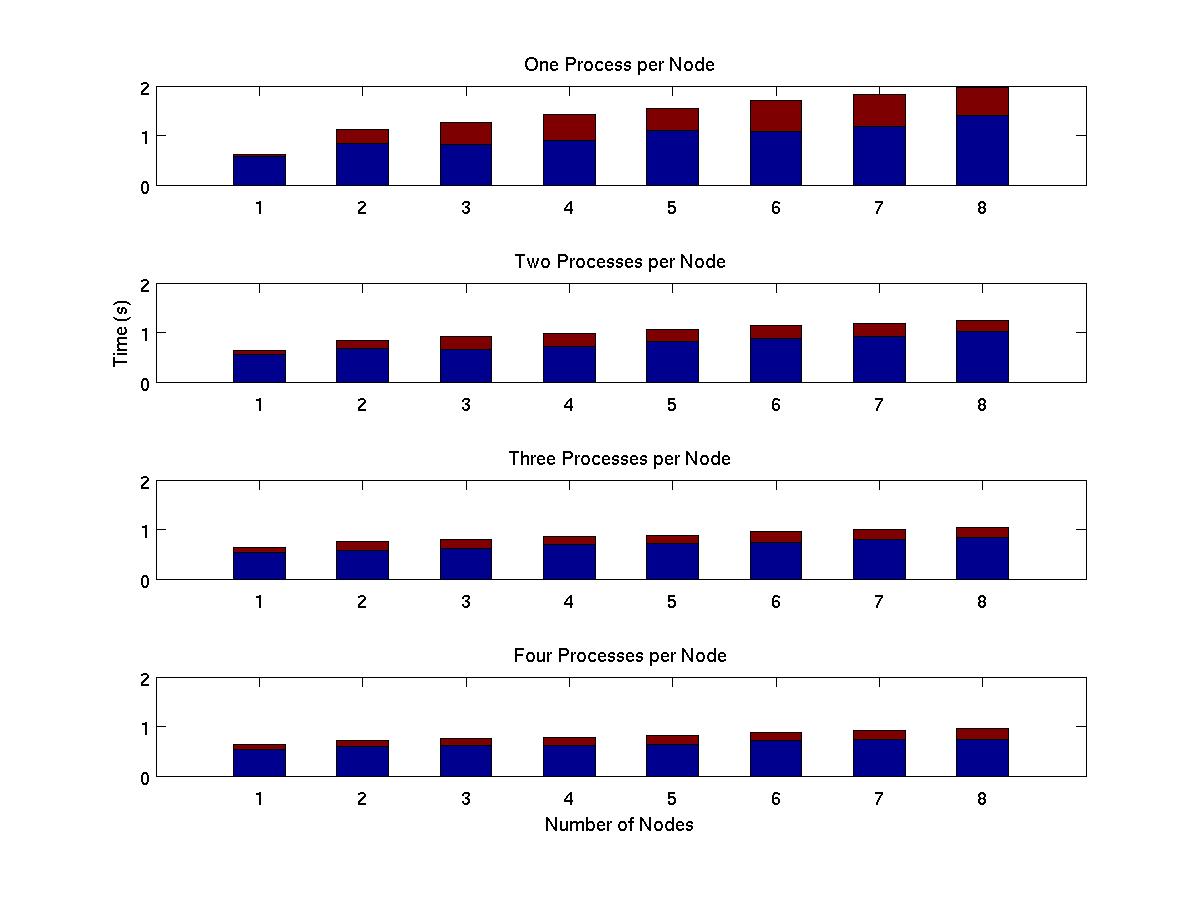 One Process per Node
2
1
0
1 2 3 4 5 6 7 8
Two Processes per Node
2
1
0
Time (s)
1 2 3 4 5 6 7 8
Three Processes per Node
2
1
0
1 2 3 4 5 6 7 8
Four Processes per Node
2
1
0
1 2 3 4 5 6 7 8
Number of Nodes